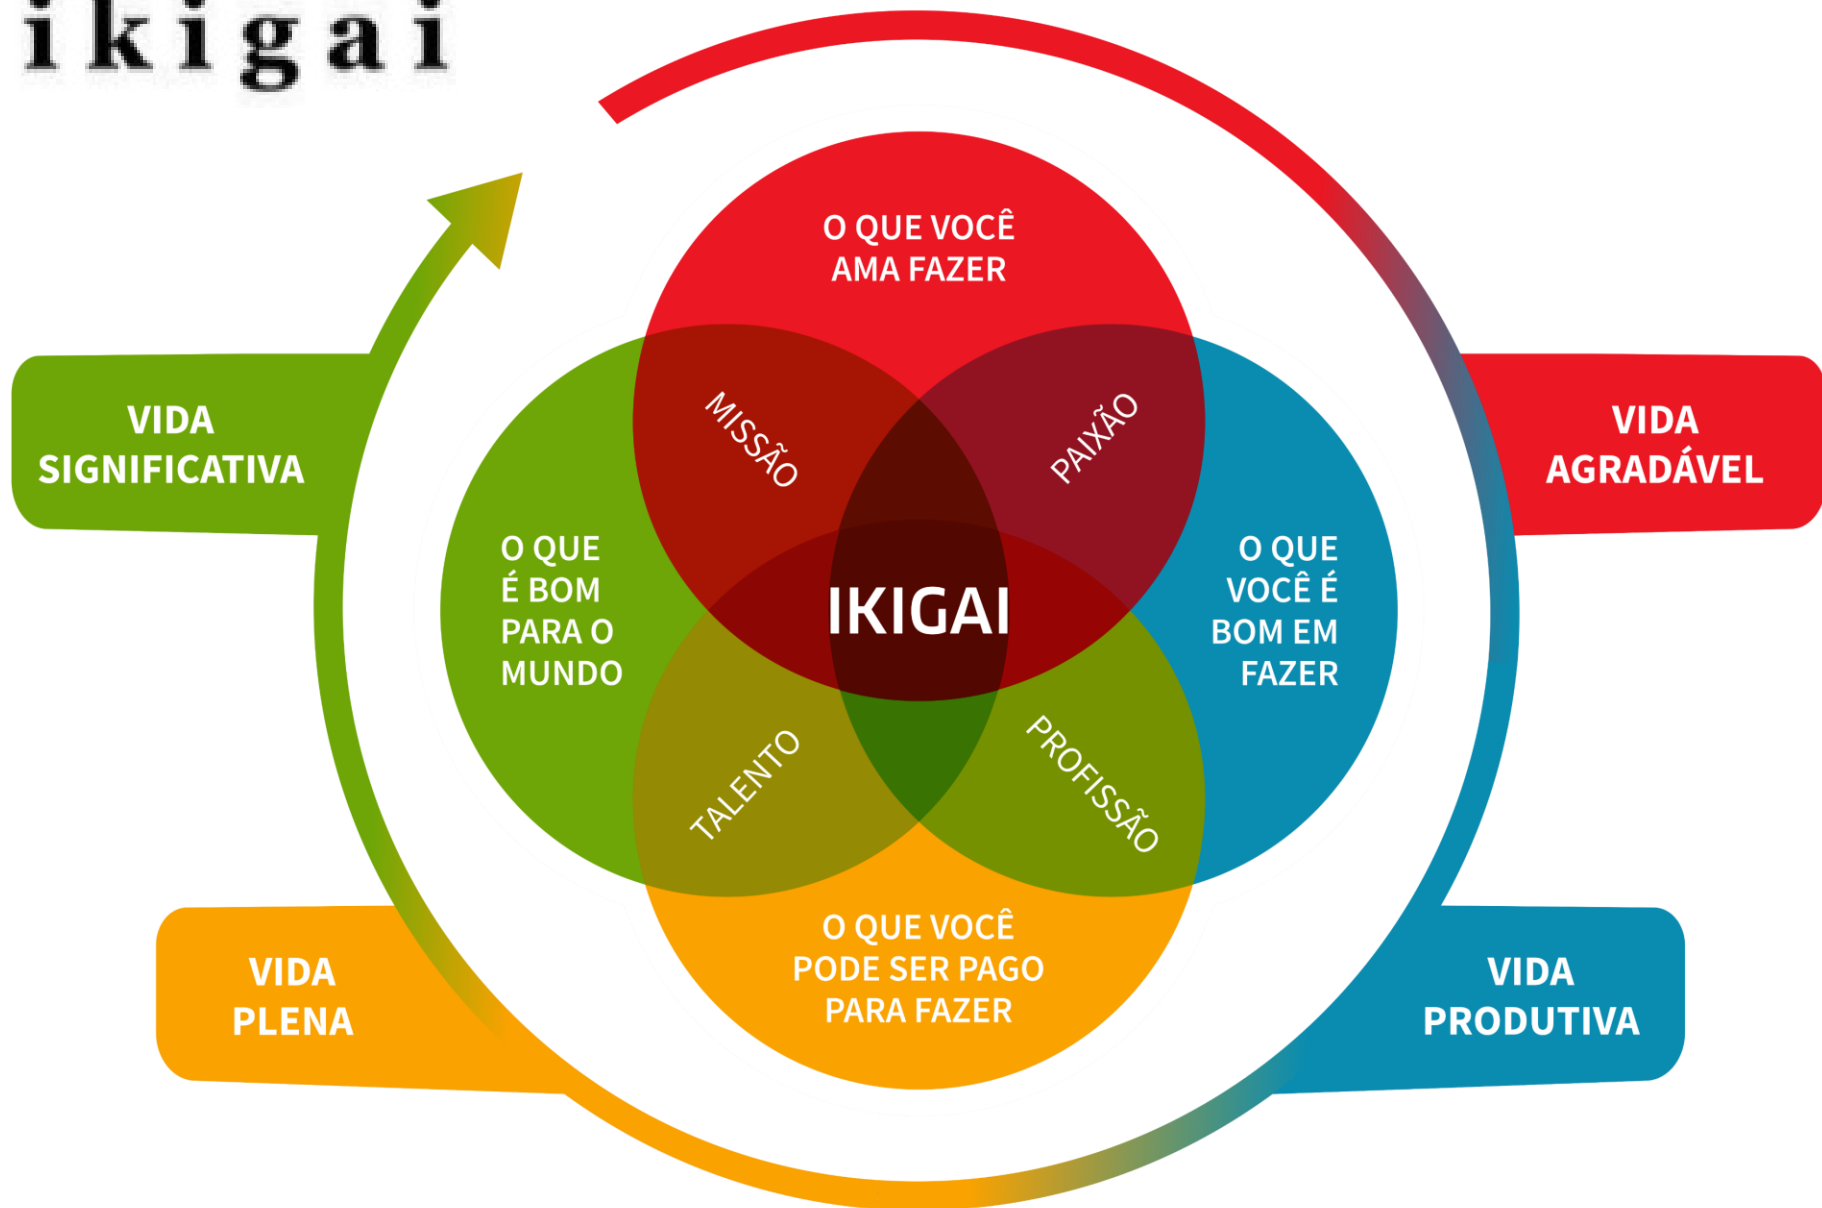 ikigai
O QUE VOCÊ
AMA FAZER
MISSÃO
PAIXÃO
VIDA
SIGNIFICATIVA
VIDA
AGRADÁVEL
O QUE
É BOM
PARA O
MUNDO
IKIGAI
O QUE
VOCÊ É
BOM EM
FAZER
TALENTO
PROFISSÃO
O QUE VOCÊ
PODE SER PAGO
PARA FAZER
VIDA
PLENA
VIDA
PRODUTIVA